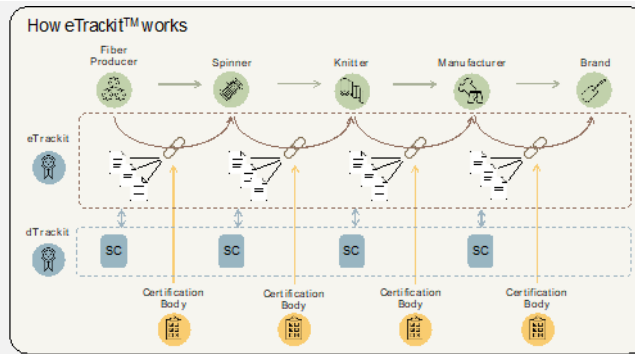 How eTrackit™ works
Fiber
Producer
Spinner
Knitter
Manufacturer
Brand
eTrackit
dTrackit
SC
SC
SC
SC
Certification
Body
Certification
Body
Certification
Body
Certification
Body